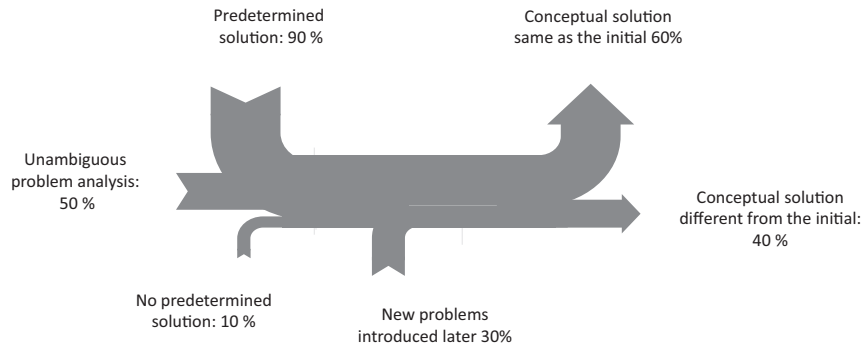 Predetermined
solution: 90 %
Conceptual solution
same as the initial 60%
Unambiguous
problem analysis:
50 %
Conceptual solution
different from the initial:
40 %
No predetermined
solution: 10 %
New problems
introduced later 30%